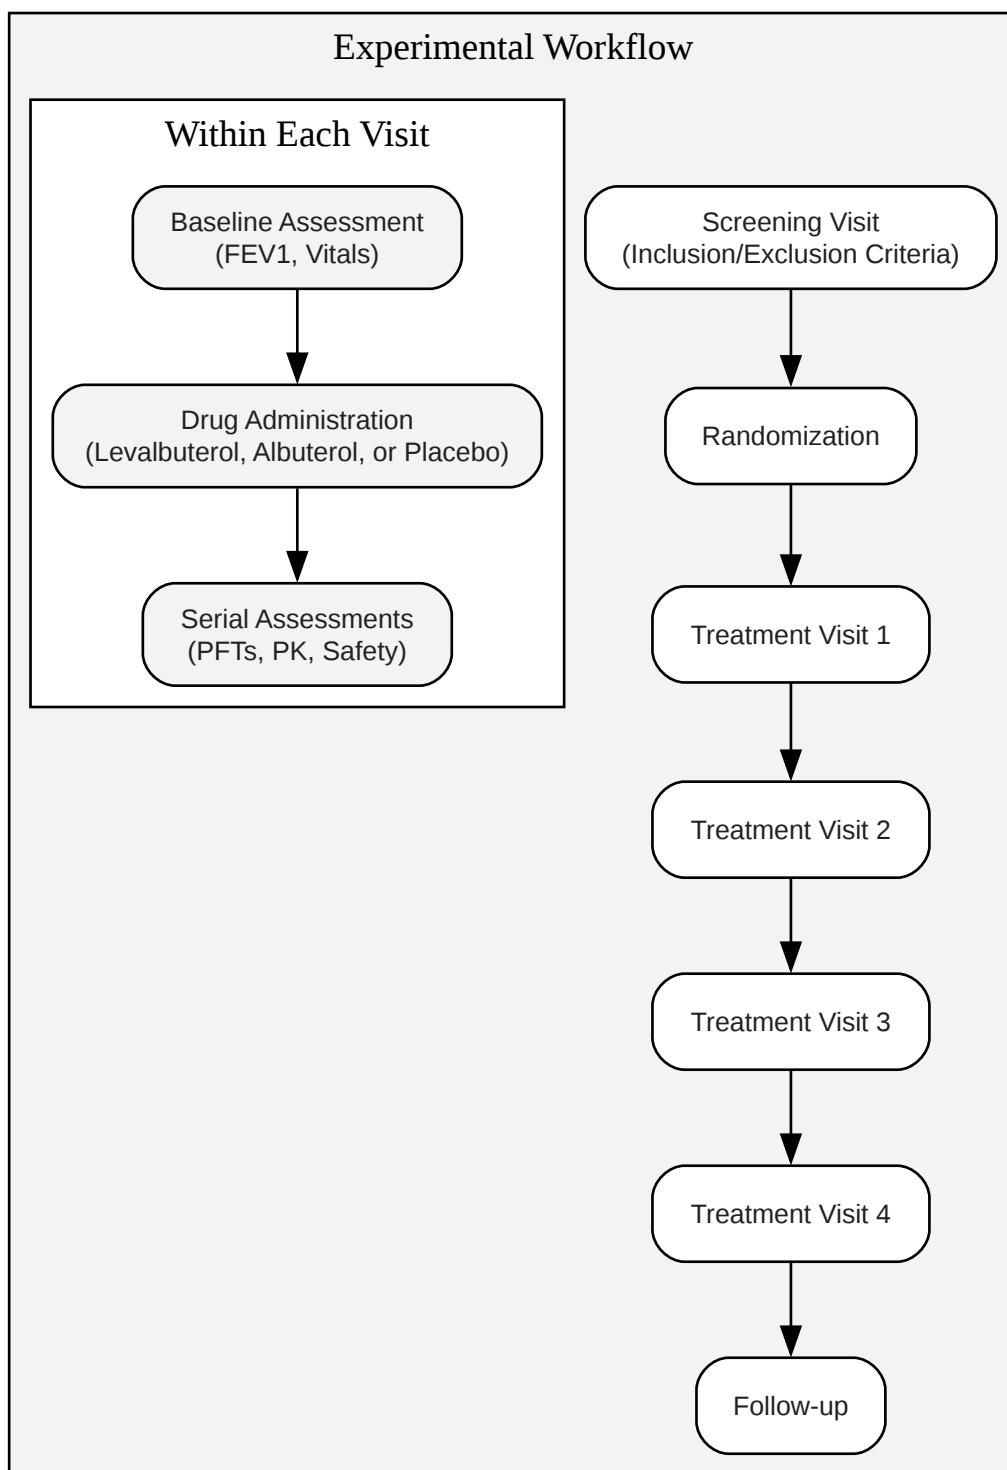 Experimental Workflow
Within Each Visit
Baseline Assessment
(FEV1, Vitals)
Drug Administration
(Levalbuterol, Albuterol, or Placebo)
Serial Assessments
(PFTs, PK, Safety)
Screening Visit
(Inclusion/Exclusion Criteria)
Randomization
Treatment Visit 1
Treatment Visit 2
Treatment Visit 3
Treatment Visit 4
Follow-up